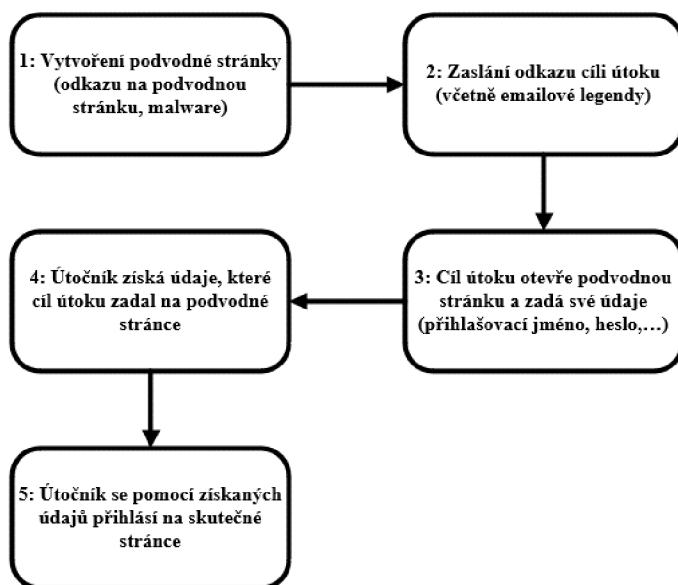 1: Vytvoření podvodné stránky
(odkazu na podvodnou
stránku, malware)
2: Zaslání odkazu cíli útoku
(včetně emailové legendy)
3: Cíl útoku otevře podvodnou
stránku a zadá své údaje
(přihlašovací jméno, heslo,…)
4: Útočník získá údaje, které
cíl útoku zadal na podvodné
stránce
5: Útočník se pomocí získaných
údajů přihlásí na skutečné
stránce